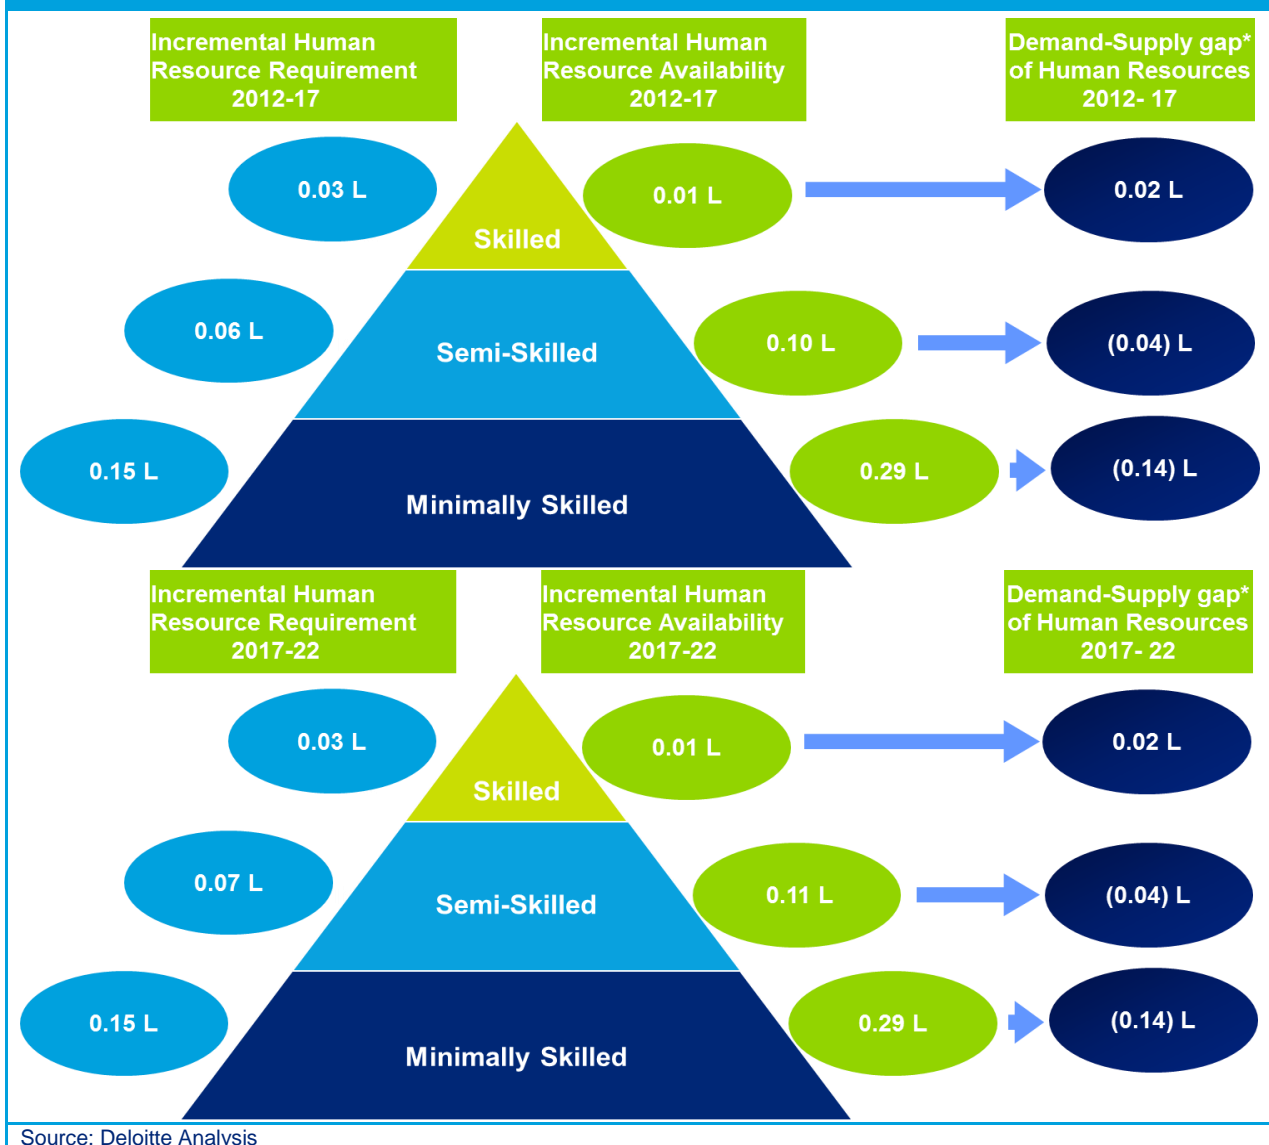 Incremental Human
Resource Requirement
2012-17
Incremental Human
Resource Availability
2012-17
Demand-Supply gap*
of Human Resources
2012- 17
0.03 L
Skilled
0.01 L
0.02 L
0.06 L
Semi-Skilled
0.10 L
(0.04) L
0.15 L
Minimally Skilled
0.29 L
(0.14) L
Incremental Human
Resource Requirement
2017-22
Incremental Human
Resource Availability
2017-22
Demand-Supply gap*
of Human Resources
2017- 22
0.03 L
Skilled
0.01 L
0.02 L
0.07 L
Semi-Skilled
0.11 L
(0.04) L
0.15 L
Minimally Skilled
0.29 L
(0.14) L
Source: Deloitte Analysis